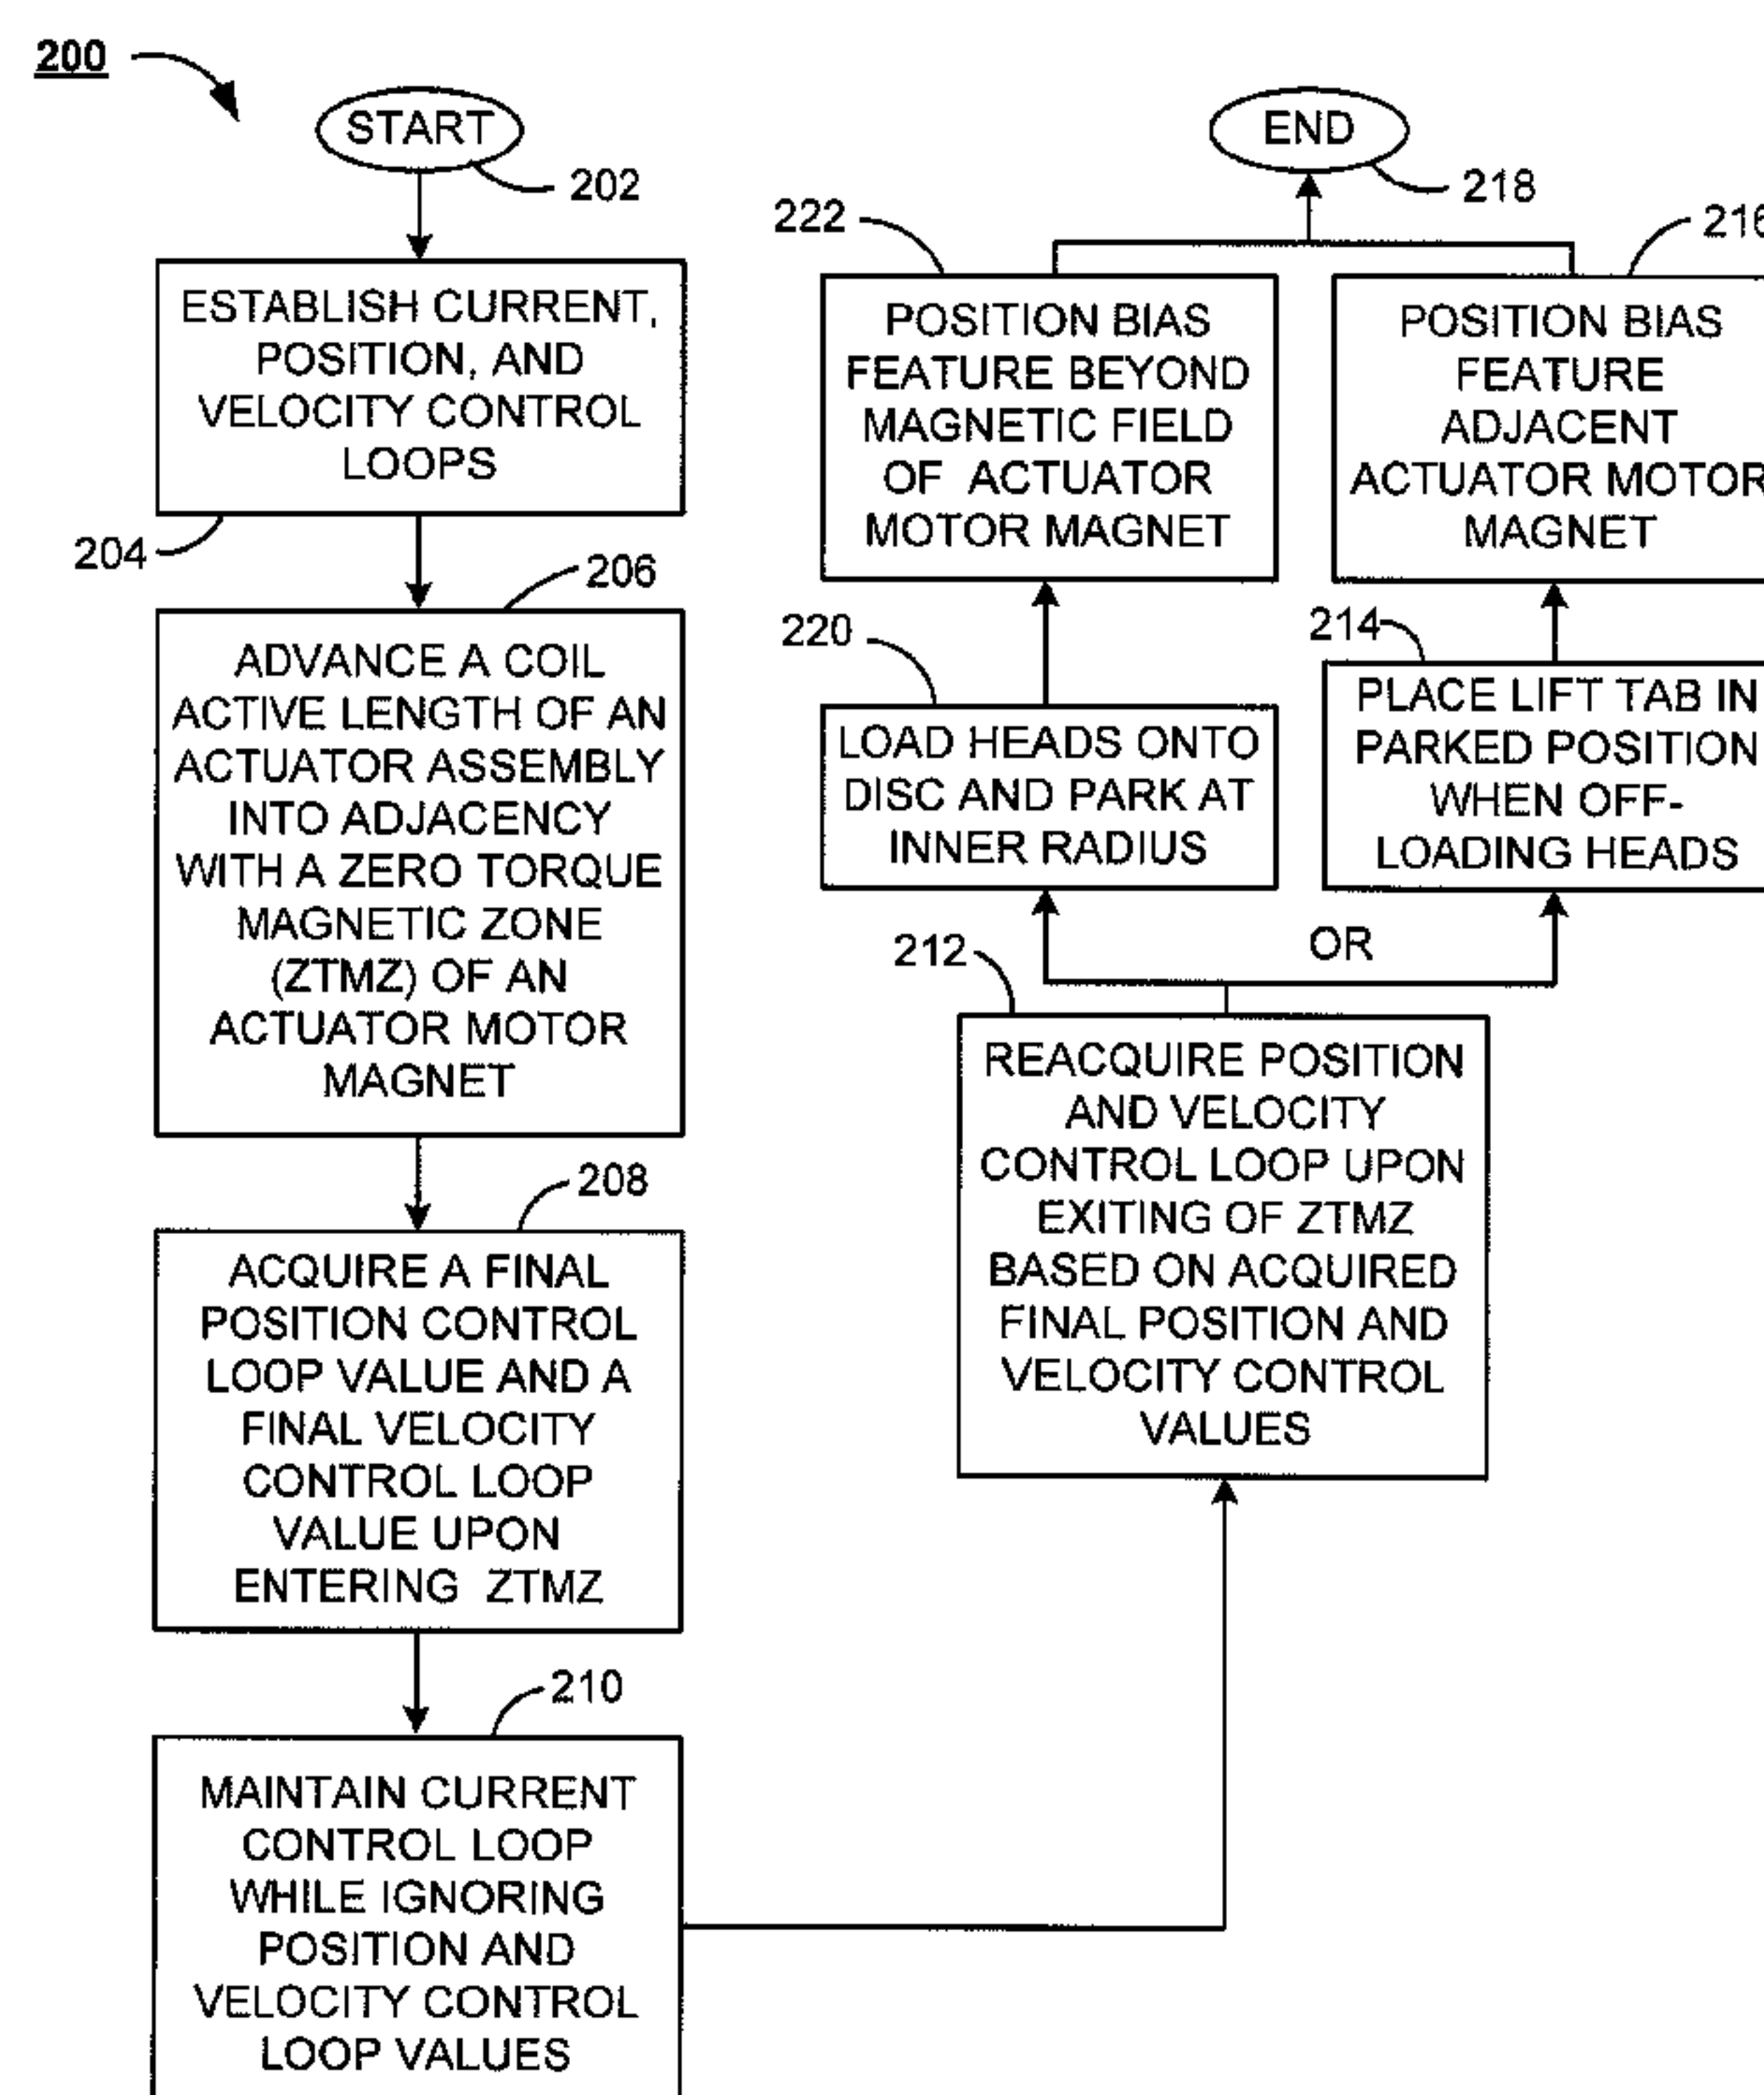 200
START
202
ESTABLISH CURRENT,
POSITION, AND
VELOCITY CONTROL
LOOPS
204
206
ADVANCE A COIL
ACTIVE LENGTH OF AN
ACTUATOR ASSEMBLY
INTO ADJACENCY
WITH A ZERO TORQUE
MAGNETIC ZONE
(ZTMZ) OF AN
ACTUATOR MOTOR
MAGNET
208
ACQUIRE A FINAL
POSITION CONTROL
LOOP VALUE AND A
FINAL VELOCITY
CONTROL LOOP
VALUE UPON
ENTERING ZTMZ
210
MAINTAIN CURRENT
CONTROL LOOP
WHILE IGNORING
POSITION AND
VELOCITY CONTROL
LOOP VALUES
END
218
222
POSITION BIAS
FEATURE BEYOND
MAGNETIC FIELD
OF ACTUATOR
MOTOR MAGNET
216
POSITION BIAS
FEATURE
ADJACENT
ACTUATOR MOTOR
MAGNET
220
LOAD HEADS ONTO
DISC AND PARK AT
INNER RADIUS
214
PLACE LIFT TAB IN
PARKED POSITION
WHEN OFF-
LOADING HEADS
OR
212
REACQUIRE POSITION
AND VELOCITY
CONTROL LOOP UPON
EXITING OF ZTMZ
BASED ON ACQUIRED
FINAL POSITION AND
VELOCITY CONTROL
VALUES